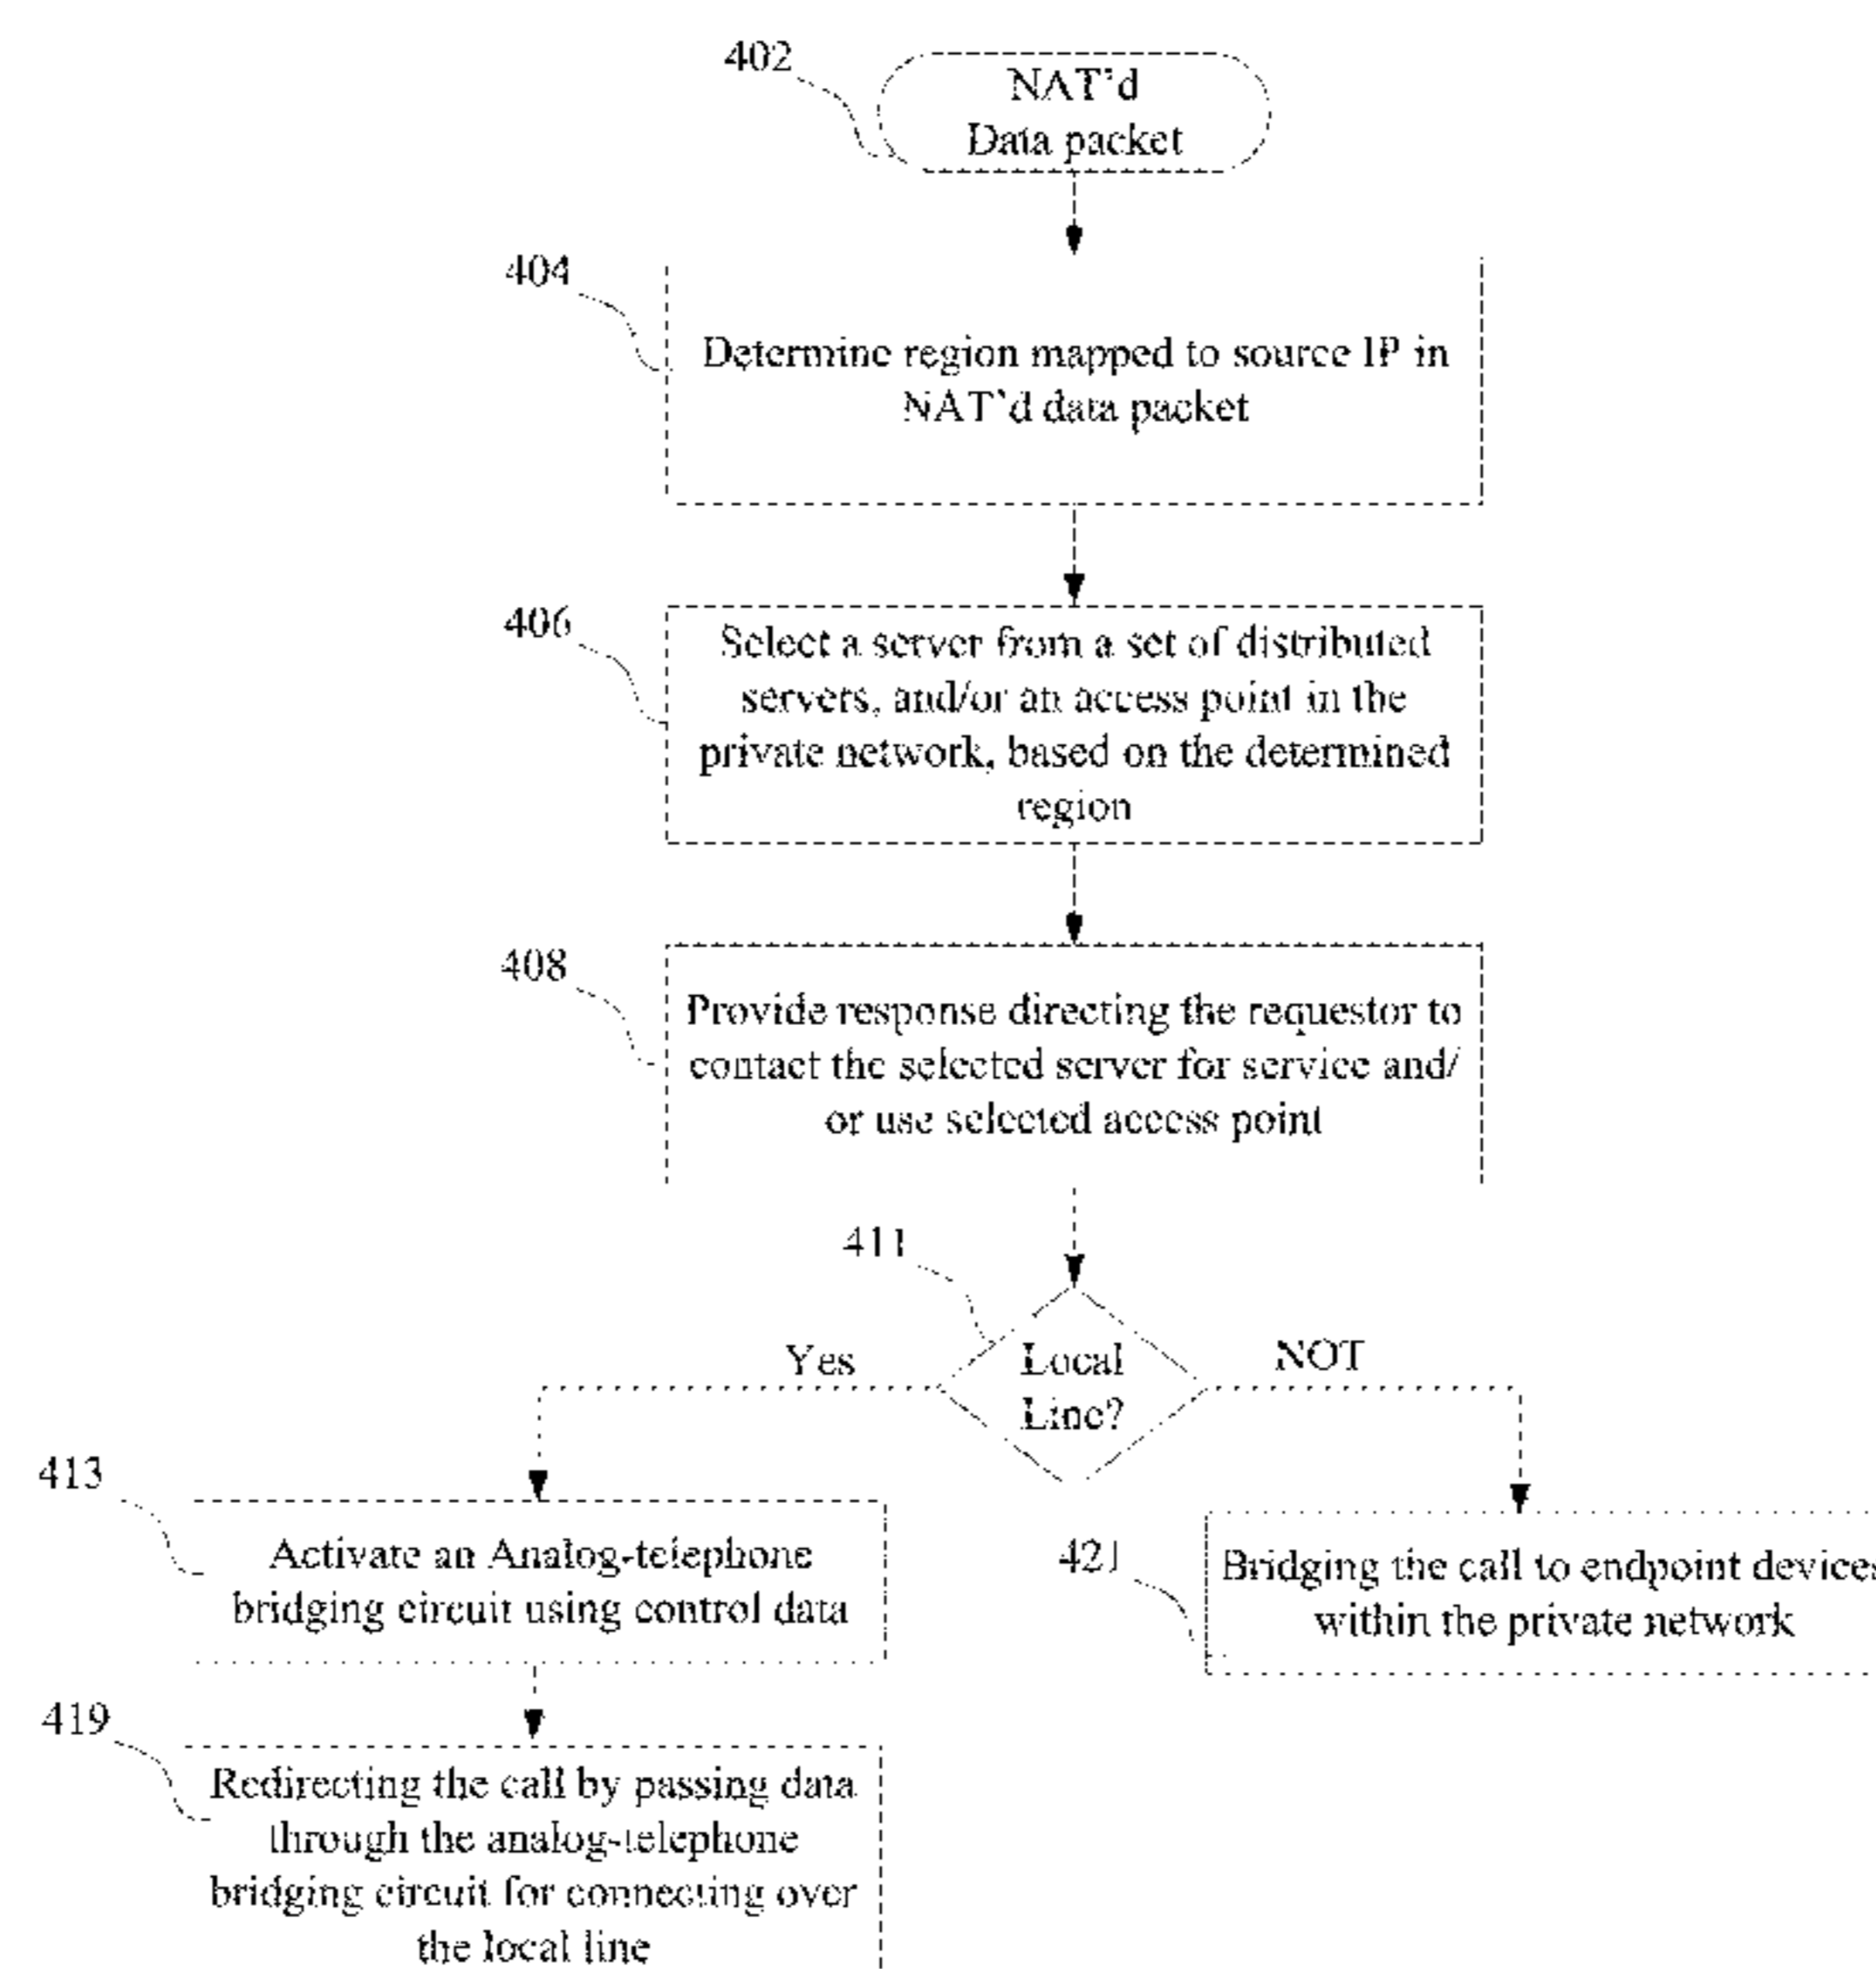 402
NAT'd
Data packet
404
Determine region mapped to source IP in
NAT'd data packet
406
Select a server from a set of distributed
servers, and/or an access point in the
private network, based on the determined
region
408
Provide response directing the requestor to
contact the selected server for service and/
or use selected access point
411
Local
Line?
Yes
NOT
413
Activate an Analog-telephone
bridging circuit using control data
421
Bridging the call to endpoint devices
within the private network
419
Redirecting the call by passing data
through the analog-telephone
bridging circuit for connecting over
the local line